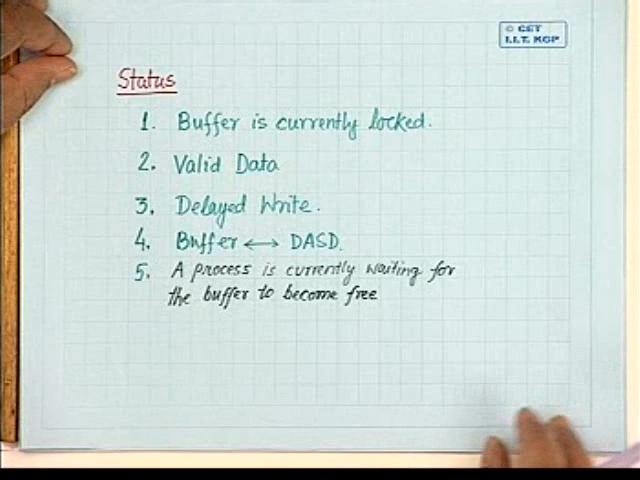 © CET
I.I.T. KGP
Status
1. Buffer is currently locked.
2. Valid Data
3. Delayed Write.
4. Buffer ⟷ DASD.
5. A process is currently waiting for
the buffer to become free